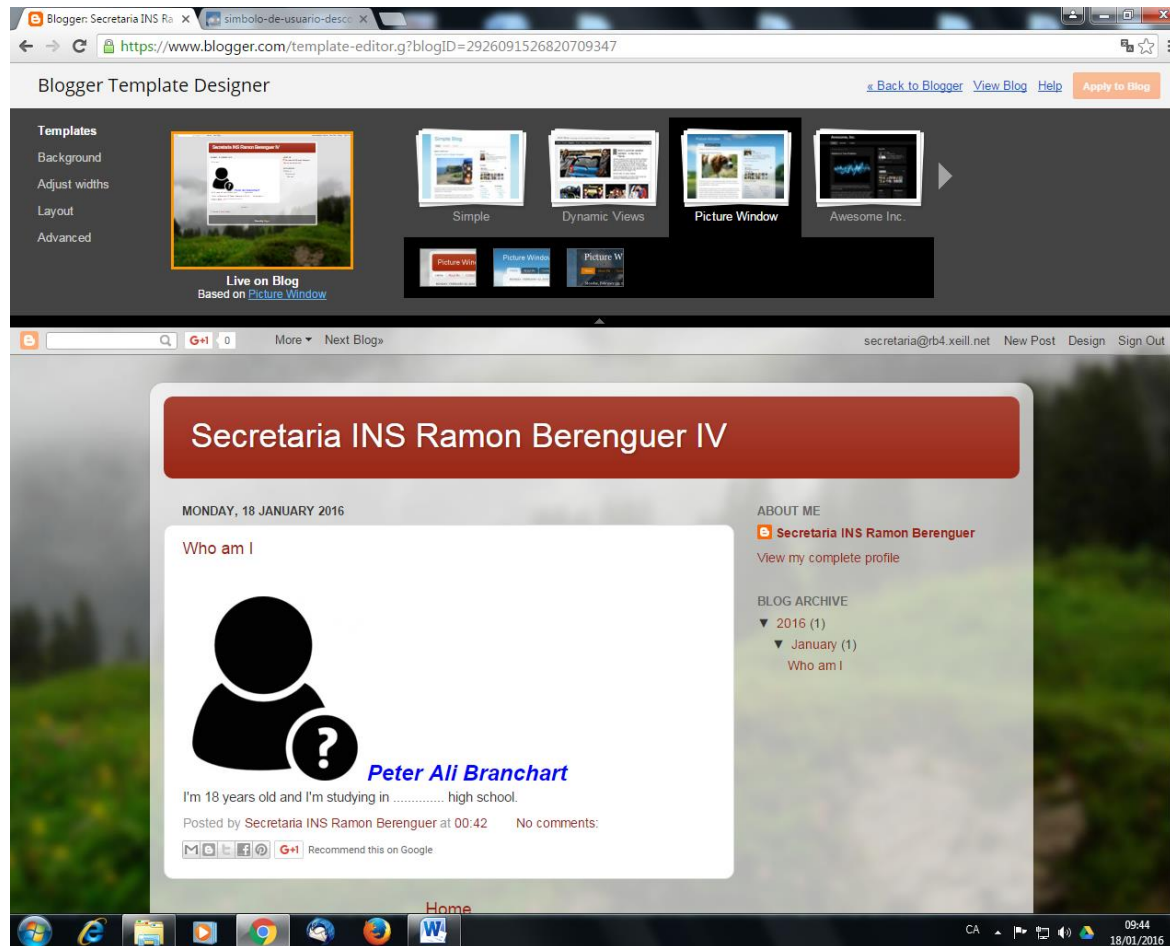 Blogger: Secretaria INS Ra
simbolo-de-usuario-desco
https://www.blogger.com/template-editor.g?blogID=2926091526820709347
Blogger Template Designer
« Back to Blogger View Blog Help Apply to Blog
Templates
Background
Adjust widths
Layout
Advanced
Live on Blog
Based on Picture Window
Simple
Dynamic Views
Picture Window
Awesome Inc.
Picture Win
Picture Windo
Picture W
G+1 0 More Next Blog»
secretaria@rb4.xeill.net New Post Design Sign Out
Secretaria INS Ramon Berenguer IV
MONDAY, 18 JANUARY 2016
Who am I
?
Peter Ali Branchart
I'm 18 years old and I'm studying in .............. high school.
Posted by Secretaria INS Ramon Berenguer at 00:42 No comments:
G+1 Recommend this on Google
Home
ABOUT ME
Secretaria INS Ramon Berenguer
View my complete profile
BLOG ARCHIVE
▼ 2016 (1)
▼ January (1)
Who am I
CA
09:44
18/01/2016